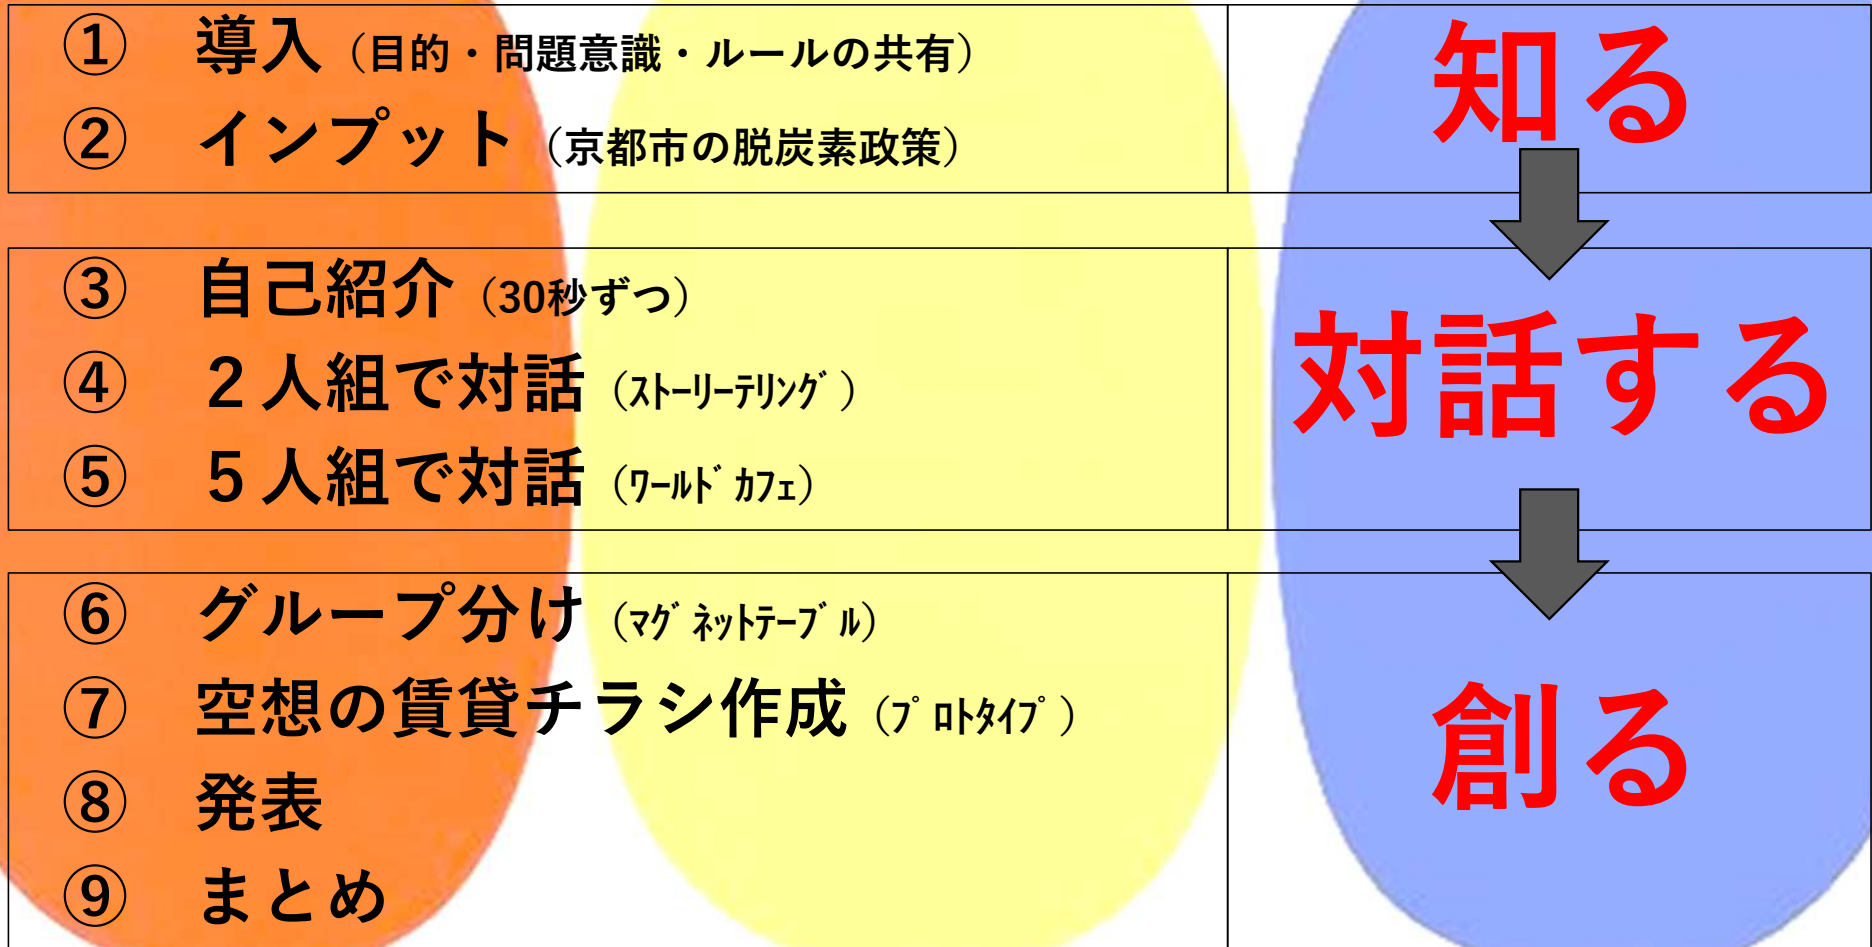 ① 導入（目的・問題意識・ルールの共有）
② インプット（京都市の脱炭素政策）
知る
③ 自己紹介（30秒ずつ）
④ ２人組で対話（ｽﾄｰﾘｰﾃﾘﾝｸﾞ）
⑤ ５人組で対話（ﾜｰﾙﾄﾞｶﾌｪ）
対話する
⑥ グループ分け（ﾏｸﾞﾈｯﾄﾃｰﾌﾞﾙ）
⑦ 空想の賃貸チラシ作成（ﾌﾟﾛﾄﾀｲﾌﾟ）
⑧ 発表
⑨ まとめ
創る